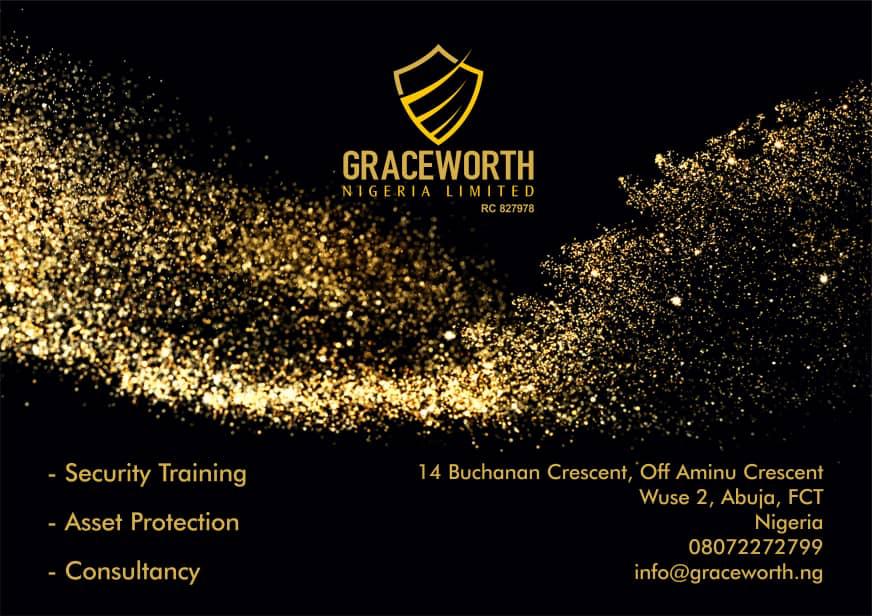 GRACEWORTH
NIGERIA LIMITED
RC 827978
- Security Training
- Asset Protection
- Consultancy
14 Buchanan Crescent, Off Aminu Crescent
Wuse 2, Abuja, FCT
Nigeria
08072272799
info@graceworth.ng